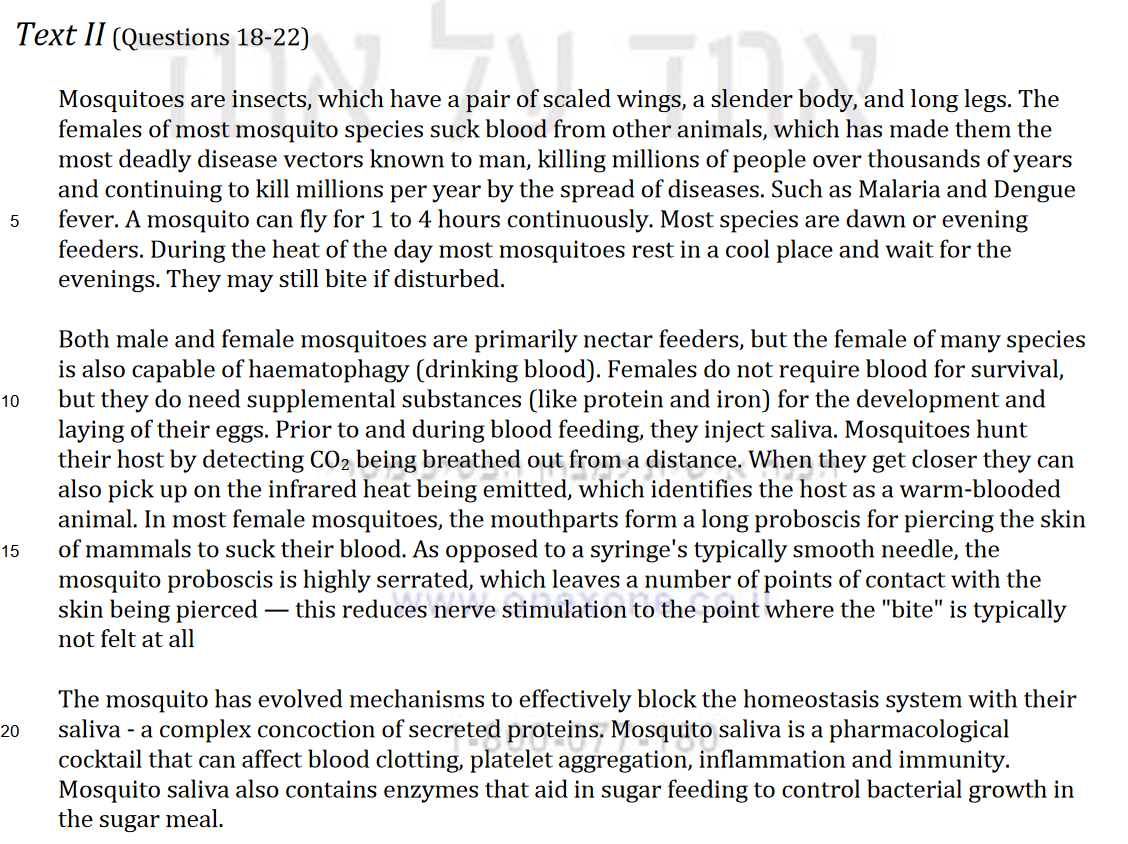 Text II (Questions 18-22)
Mosquitoes are insects, which have a pair of scaled wings, a slender body, and long legs. The
females of most mosquito species suck blood from other animals, which has made them the
most deadly disease vectors known to man, killing millions of people over thousands of years
and continuing to kill millions per year by the spread of diseases. Such as Malaria and Dengue
5 fever. A mosquito can fly for 1 to 4 hours continuously. Most species are dawn or evening
feeders. During the heat of the day most mosquitoes rest in a cool place and wait for the
evenings. They may still bite if disturbed.
Both male and female mosquitoes are primarily nectar feeders, but the female of many species
is also capable of haematophagy (drinking blood). Females do not require blood for survival,
10 but they do need supplemental substances (like protein and iron) for the development and
laying of their eggs. Prior to and during blood feeding, they inject saliva. Mosquitoes hunt
their host by detecting CO₂ being breathed out from a distance. When they get closer they can
also pick up on the infrared heat being emitted, which identifies the host as a warm-blooded
animal. In most female mosquitoes, the mouthparts form a long proboscis for piercing the skin
15 of mammals to suck their blood. As opposed to a syringe's typically smooth needle, the
mosquito proboscis is highly serrated, which leaves a number of points of contact with the
skin being pierced — this reduces nerve stimulation to the point where the "bite" is typically
not felt at all
The mosquito has evolved mechanisms to effectively block the homeostasis system with their
20 saliva - a complex concoction of secreted proteins. Mosquito saliva is a pharmacological
cocktail that can affect blood clotting, platelet aggregation, inflammation and immunity.
Mosquito saliva also contains enzymes that aid in sugar feeding to control bacterial growth in
the sugar meal.
אחד על אחד
הכנה אישית למבחן הפסיכומטרי
www.onexone.co.il
1-800-077-180